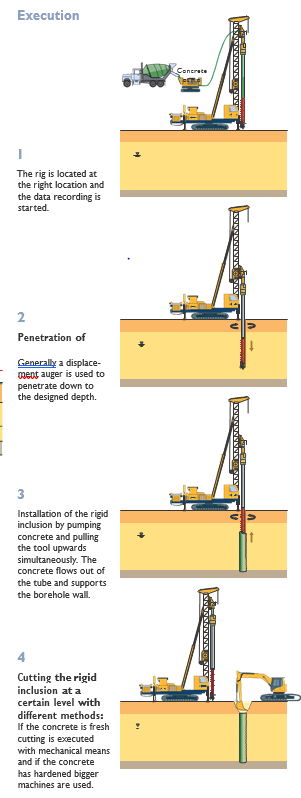 Execution
Concrete
1
The rig is located at
the right location and
the data recording is
started.
2
Penetration of
Generally a displace-
ment auger is used to
penetrate down to
the designed depth.
3
Installation of the rigid
inclusion by pumping
concrete and pulling
the tool upwards
simultaneously. The
concrete flows out of
the tube and supports
the borehole wall.
4
Cutting the rigid
inclusion at a
certain level with
different methods:
If the concrete is fresh
cutting is executed
with mechanical means
and if the concrete
has hardened bigger
machines are used.